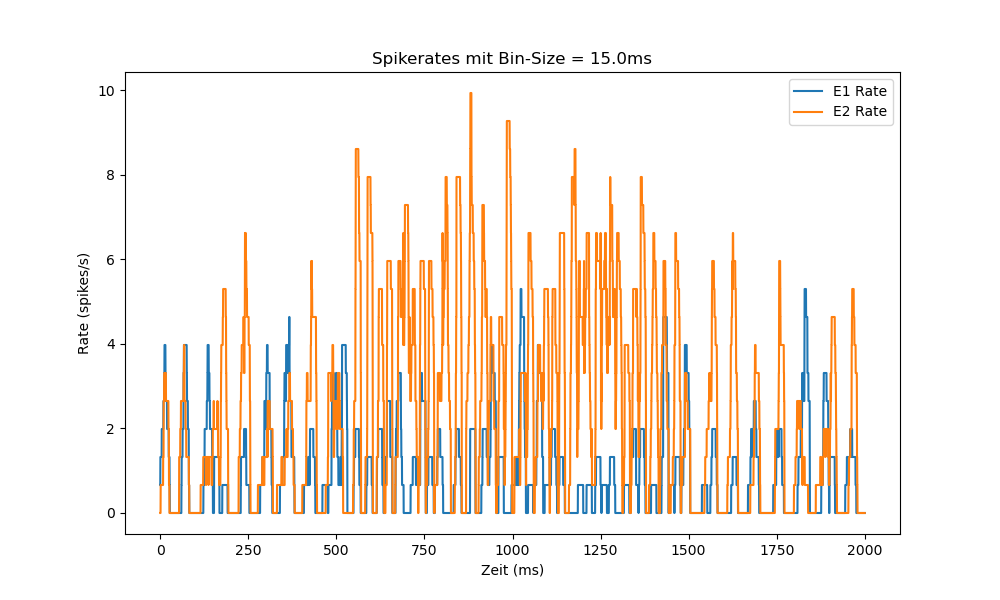 Spikerates mit Bin-Size = 15.0ms
E1 Rate
E2 Rate
10
8
6
4
2
0
Rate (spikes/s)
0 250 500 750 1000 1250 1500 1750 2000
Zeit (ms)